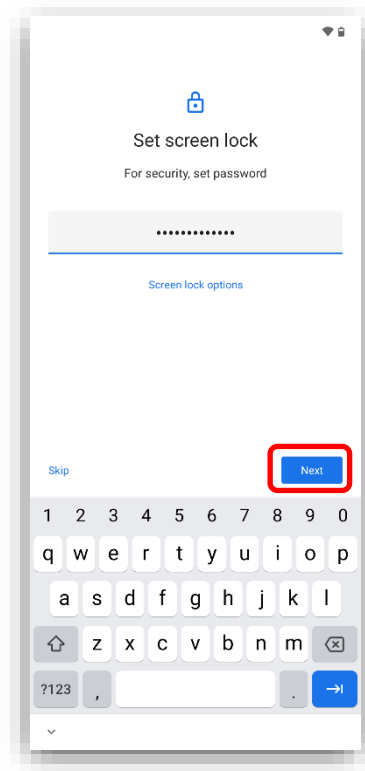 Set screen lock
For security, set password
•••••••••••••
Screen lock options
Skip Next
1 2 3 4 5 6 7 8 9 0
q w e r t y u i o p
a s d f g h j k l
z x c v b n m
?123 , .